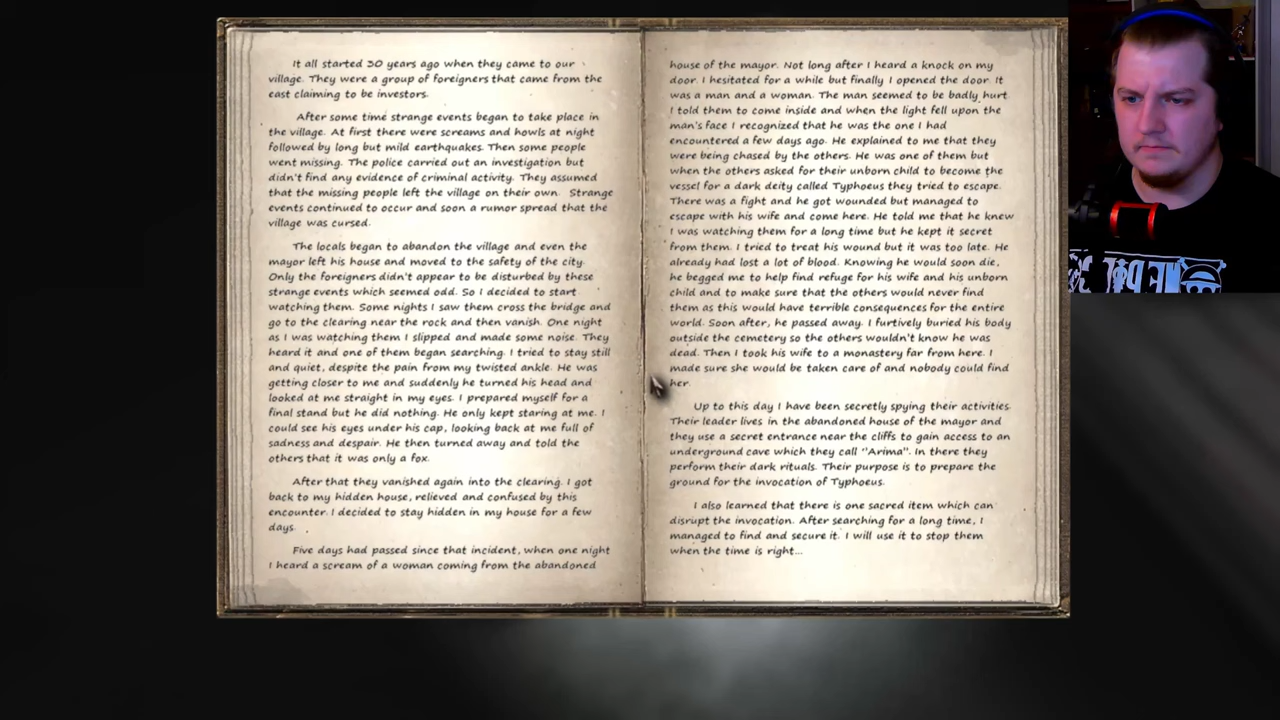 It all started 30 years ago when they came to our
village. They were a group of foreigners that came from the
east claiming to be investors.
After some time strange events began to take place in
the village. At first there were screams and howls at night
followed by long but mild earthquakes. Then some people
went missing. The police carried out an investigation but
didn't find any evidence of criminal activity. They assumed
that the missing people left the village on their own. Strange
events continued to occur and soon a rumor spread that the
village was cursed.
The locals began to abandon the village and even the
mayor left his house and moved to the safety of the city.
Only the foreigners didn't appear to be disturbed by these
strange events which seemed odd. So I decided to start
watching them. Some nights I saw them cross the bridge and
go to the clearing near the rock and then vanish. One night
as I was watching them I slipped and made some noise. They
heard it and one of them began searching. I tried to stay still
and quiet, despite the pain from my twisted ankle. He was
getting closer to me and suddenly he turned his head and
looked at me straight in my eyes. I prepared myself for a
final stand but he did nothing. He only kept staring at me. I
could see his eyes under his cap, looking back at me full of
sadness and despair. He then turned away and told the
others that it was only a fox.
After that they vanished again into the clearing. I got
back to my hidden house, relieved and confused by this
encounter. I decided to stay hidden in my house for a few
days.
Five days had passed since that incident, when one night
I heard a scream of a woman coming from the abandoned
house of the mayor. Not long after I heard a knock on my
door. I hesitated for a while but finally I opened the door. It
was a man and a woman. The man seemed to be badly hurt.
I told them to come inside and when the light fell upon the
man's face I recognized that he was the one I had
encountered a few days ago. He explained to me that they
were being chased by the others. He was one of them but
when the others asked for their unborn child to become the
vessel for a dark deity called Typhoeus they tried to escape.
There was a fight and he got wounded but managed to
escape with his wife and come here. He told me that he knew
I was watching them for a long time but he kept it secret
from them. I tried to treat his wound but it was too late. He
already had lost a lot of blood. Knowing he would soon die,
he begged me to help find refuge for his wife and his unborn
child and to make sure that the others would never find
them as this would have terrible consequences for the entire
world. Soon after, he passed away. I furtively buried his body
outside the cemetery so the others wouldn't know he was
dead. Then I took his wife to a monastery far from here. I
made sure she would be taken care of and nobody could find
her.
Up to this day I have been secretly spying their activities.
Their leader lives in the abandoned house of the mayor and
they use a secret entrance near the cliffs to gain access to an
underground cave which they call "Arima". In there they
perform their dark rituals. Their purpose is to prepare the
ground for the invocation of Typhoeus.
I also learned that there is one sacred item which can
disrupt the invocation. After searching for a long time, I
managed to find and secure it. I will use it to stop them
when the time is right...